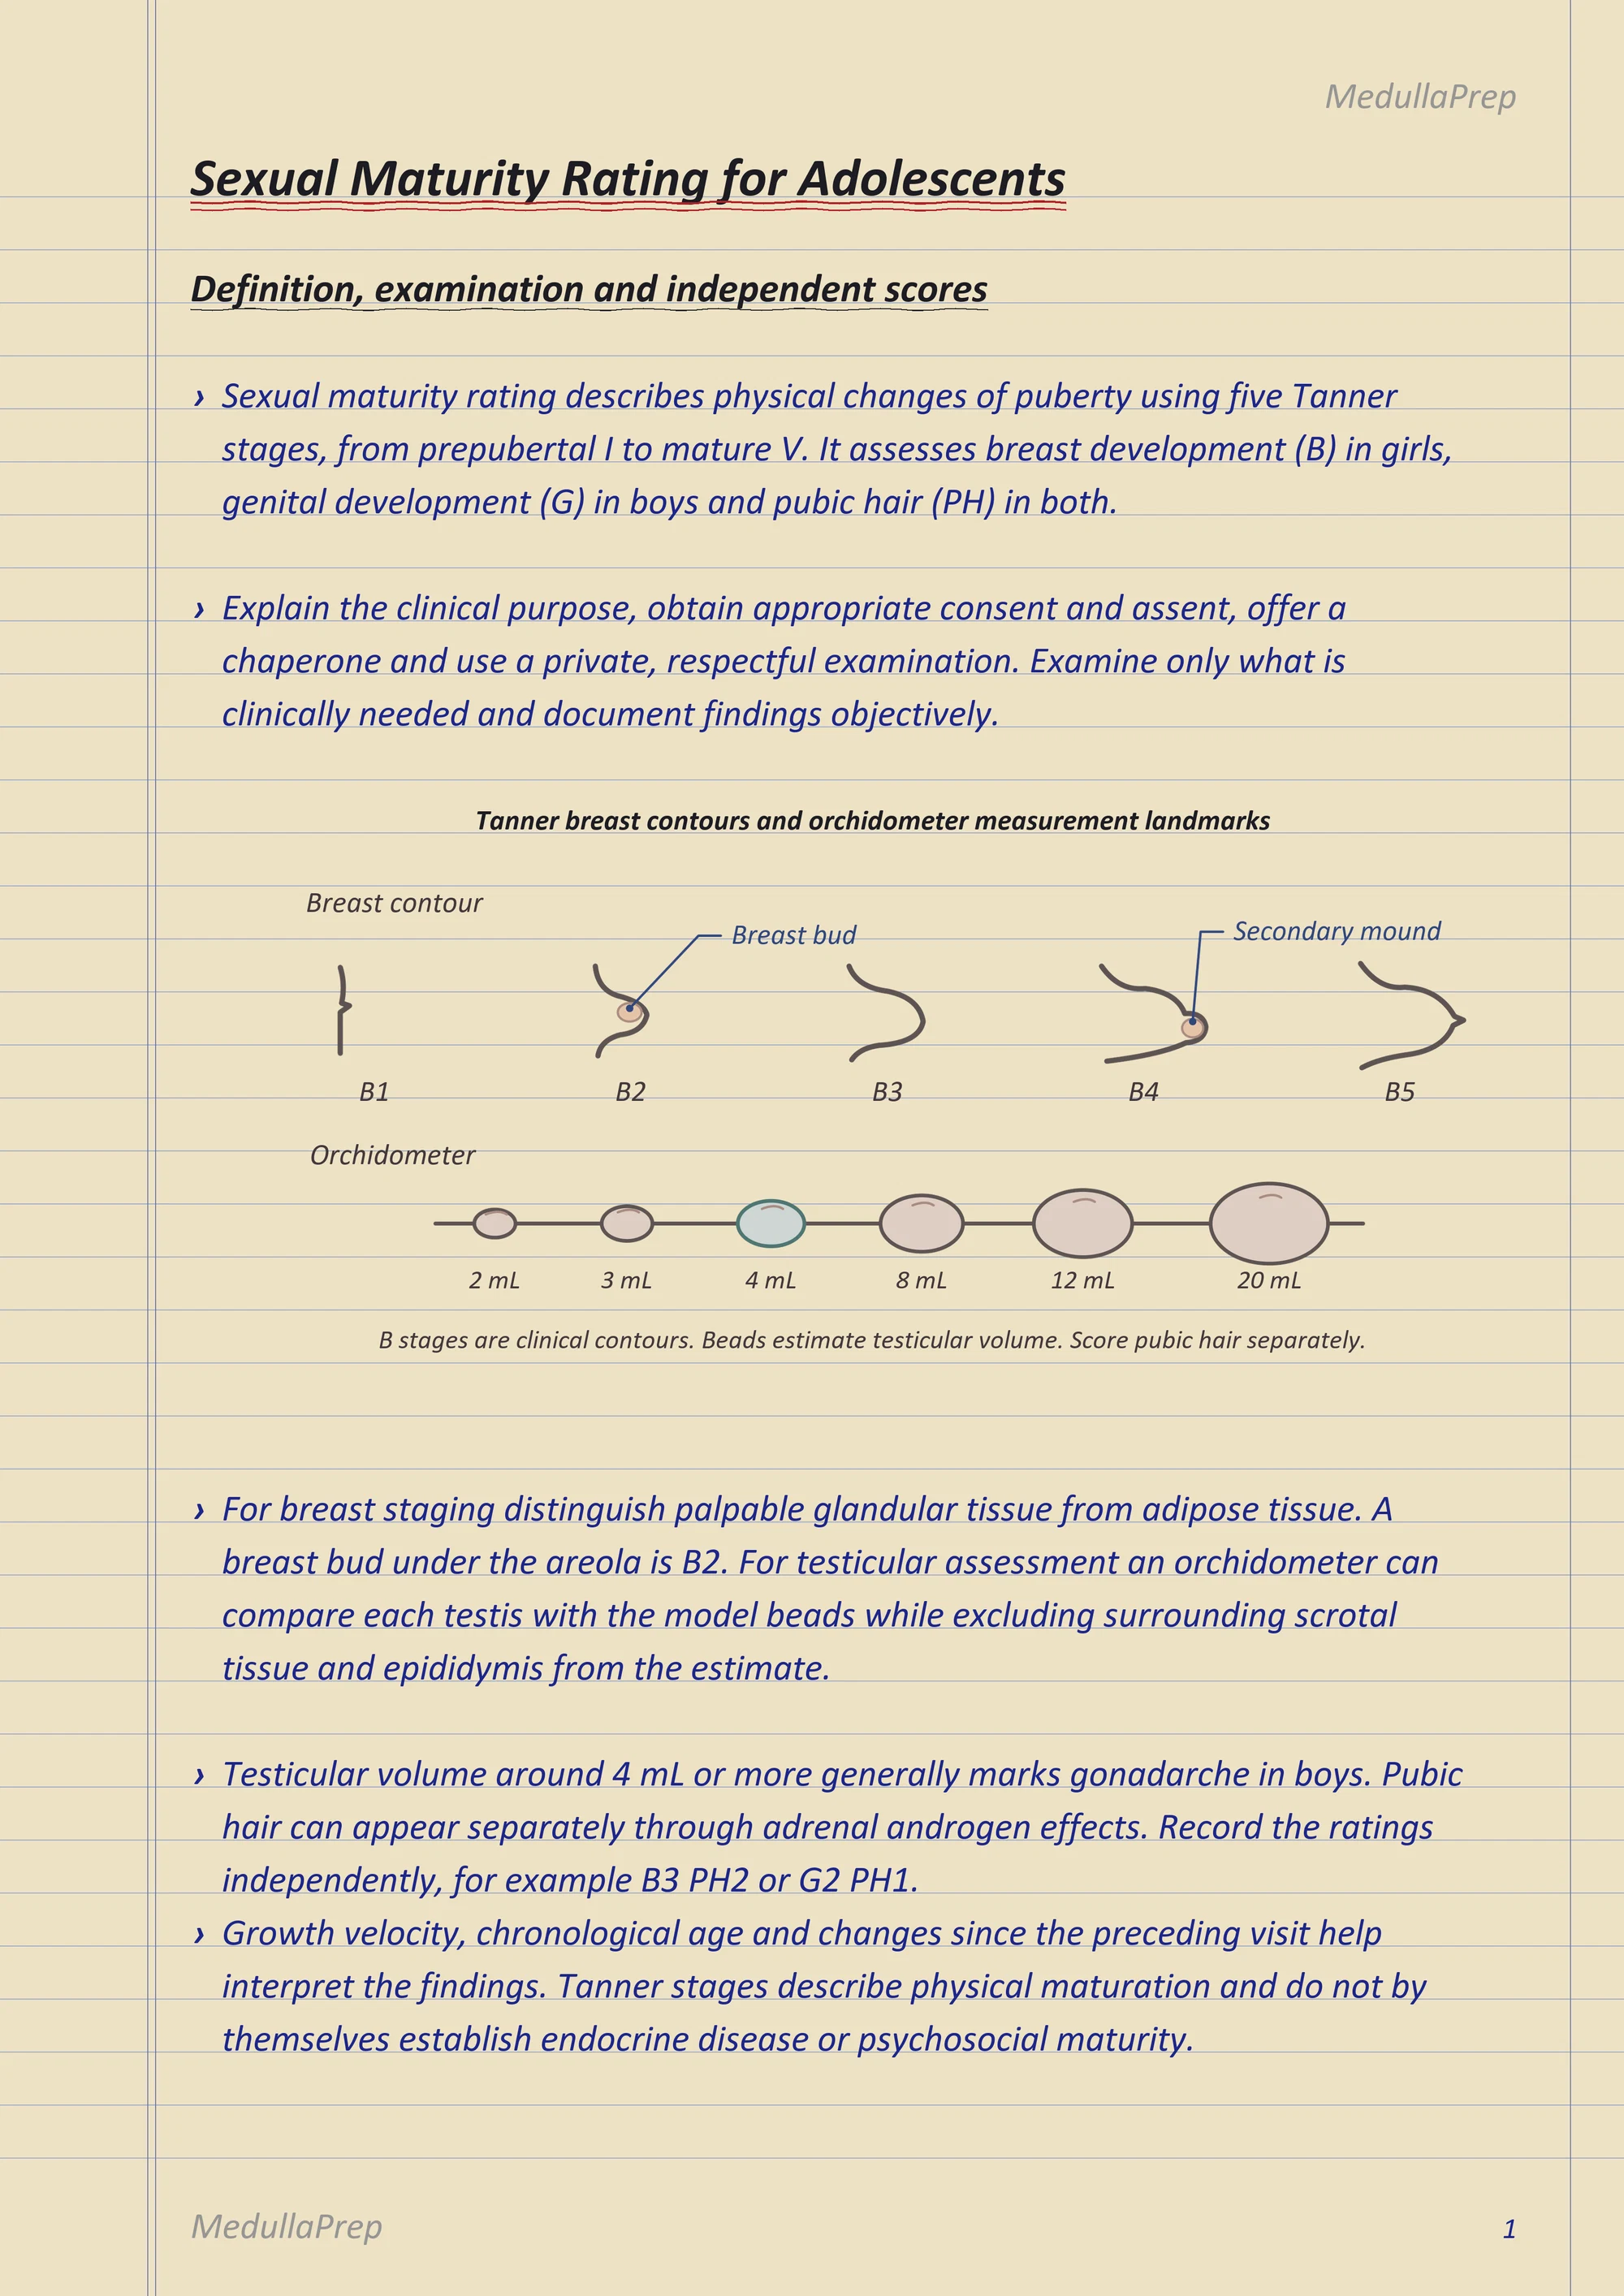 MedullaPrep
Sexual Maturity Rating for Adolescents
Definition, examination and independent scores
› Sexual maturity rating describes physical changes of puberty using five Tanner
stages, from prepubertal I to mature V. It assesses breast development (B) in girls,
genital development (G) in boys and pubic hair (PH) in both.
› Explain the clinical purpose, obtain appropriate consent and assent, offer a
chaperone and use a private, respectful examination. Examine only what is
clinically needed and document findings objectively.
Tanner breast contours and orchidometer measurement landmarks
Breast contour
Breast bud
Secondary mound
B1 B2 B3 B4 B5
Orchidometer
2 mL 3 mL 4 mL 8 mL 12 mL 20 mL
B stages are clinical contours. Beads estimate testicular volume. Score pubic hair separately.
› For breast staging distinguish palpable glandular tissue from adipose tissue. A
breast bud under the areola is B2. For testicular assessment an orchidometer can
compare each testis with the model beads while excluding surrounding scrotal
tissue and epididymis from the estimate.
› Testicular volume around 4 mL or more generally marks gonadarche in boys. Pubic
hair can appear separately through adrenal androgen effects. Record the ratings
independently, for example B3 PH2 or G2 PH1.
› Growth velocity, chronological age and changes since the preceding visit help
interpret the findings. Tanner stages describe physical maturation and do not by
themselves establish endocrine disease or psychosocial maturity.
MedullaPrep
1